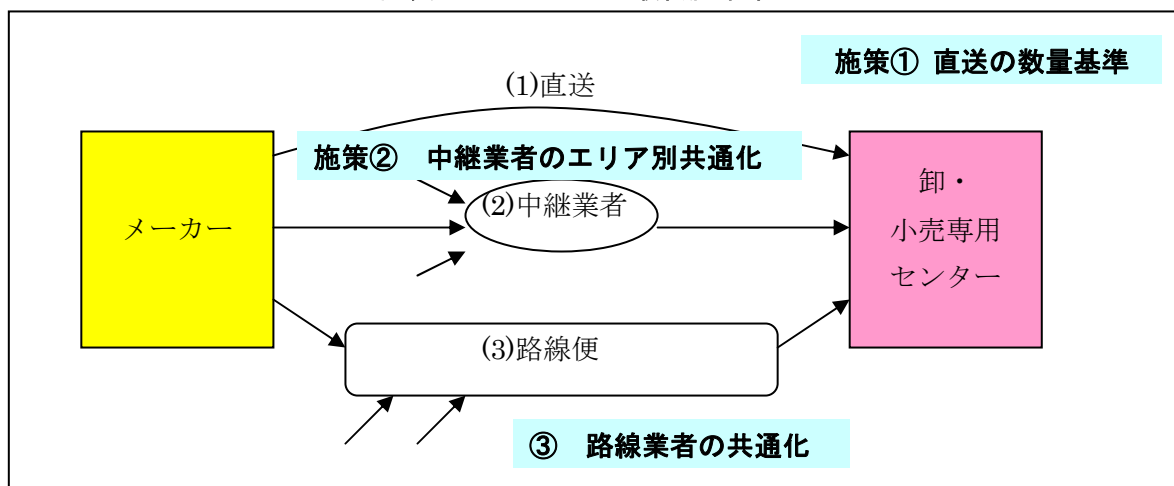 施策① 直送の数量基準
(1)直送
施策② 中継業者のエリア別共通化
(2)中継業者
メーカー
卸・
小売専用
センター
(3)路線便
③ 路線業者の共通化